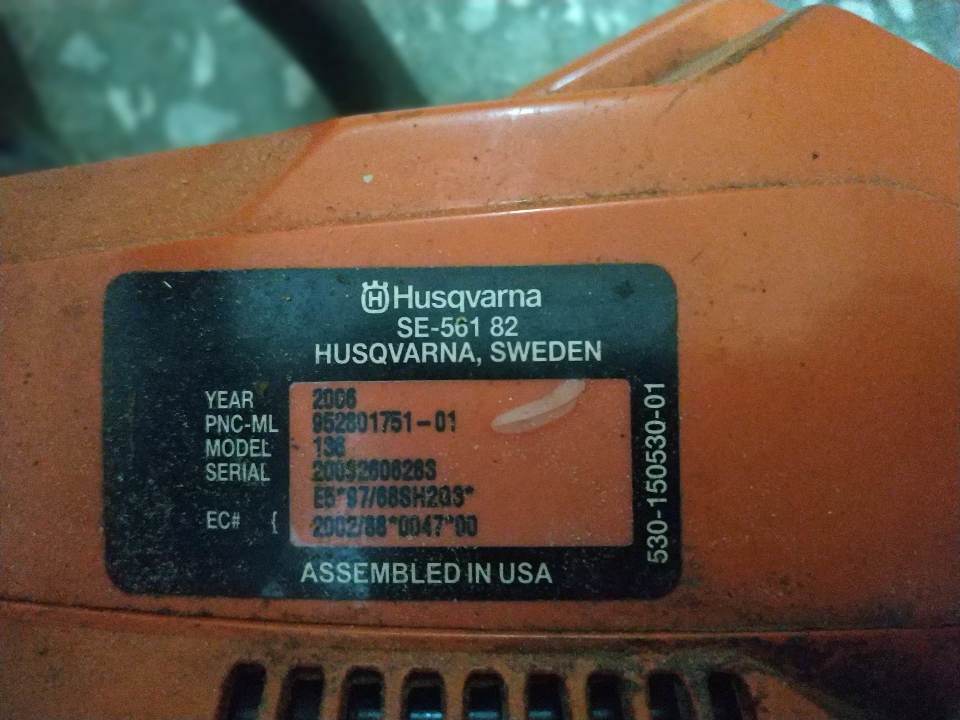 Husqvarna
SE-561 82
HUSQVARNA, SWEDEN
YEAR 2006
PNC-ML 952801751-01
MODEL 136
SERIAL
EC# {
2002/88*0047*00
ASSEMBLED IN USA
530-150530-01